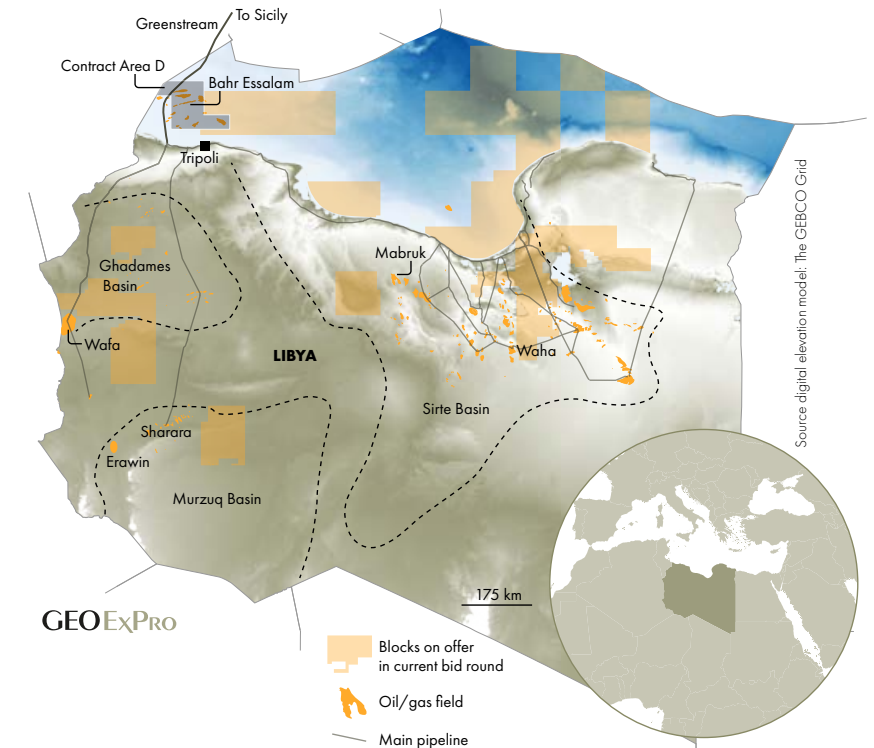 To Sicily
Greenstream
Contract Area D
Bahr Essalam
Tripoli
Source digital elevation model: The GEBCO Grid
Mabruk
Ghadames
Basin
Wafa
LIBYA
Waha
Sirte Basin
Sharara
Erawin
Murzuq Basin
175 km
GEOExPro
Blocks on offer
in current bid round
Oil/gas field
Main pipeline